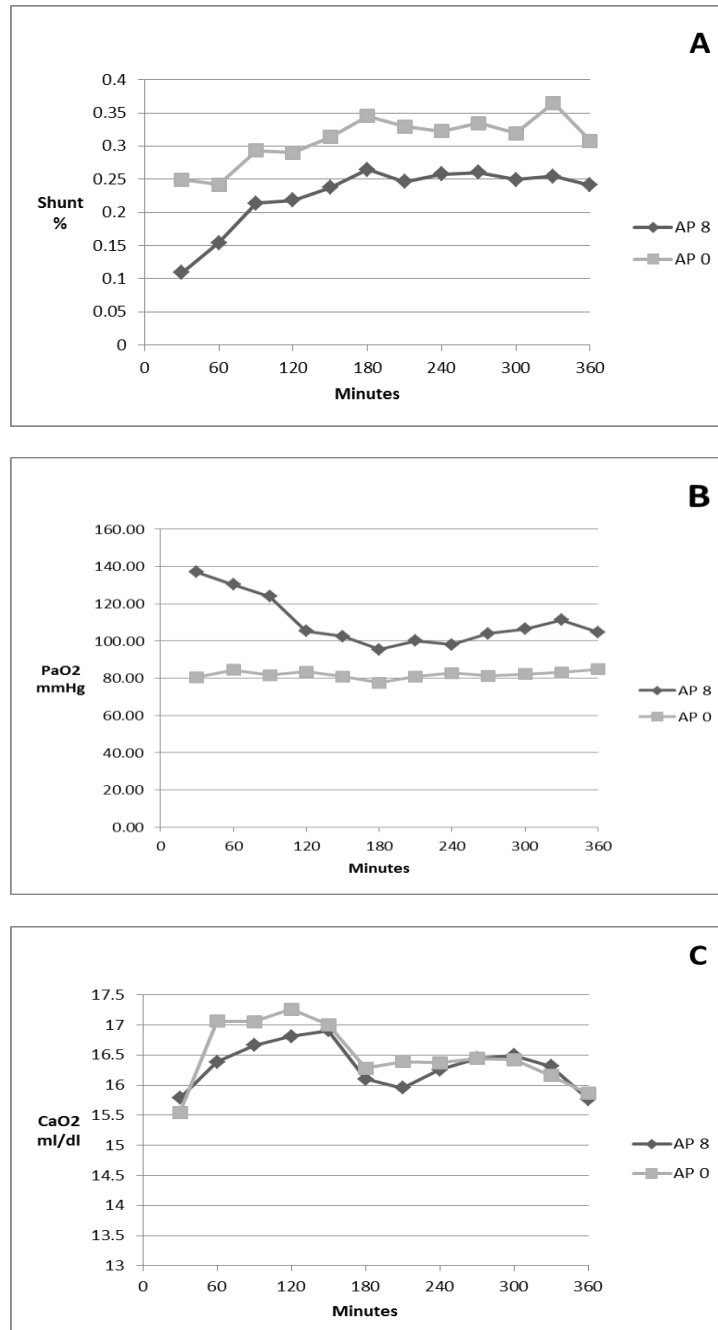 A
0.4
0.35
0.3
0.25
0.2
0.15
0.1
0.05
0
Shunt
%
0 60 120 180 240 300 360
Minutes
AP 8
AP 0
B
160.00
140.00
120.00
100.00
80.00
60.00
40.00
20.00
0.00
PaO2
mmHg
0 60 120 180 240 300 360
Minutes
AP 8
AP 0
C
17.5
17
16.5
16
15.5
15
14.5
14
13.5
13
CaO2
ml/dl
0 60 120 180 240 300 360
Minutes
AP 8
AP 0